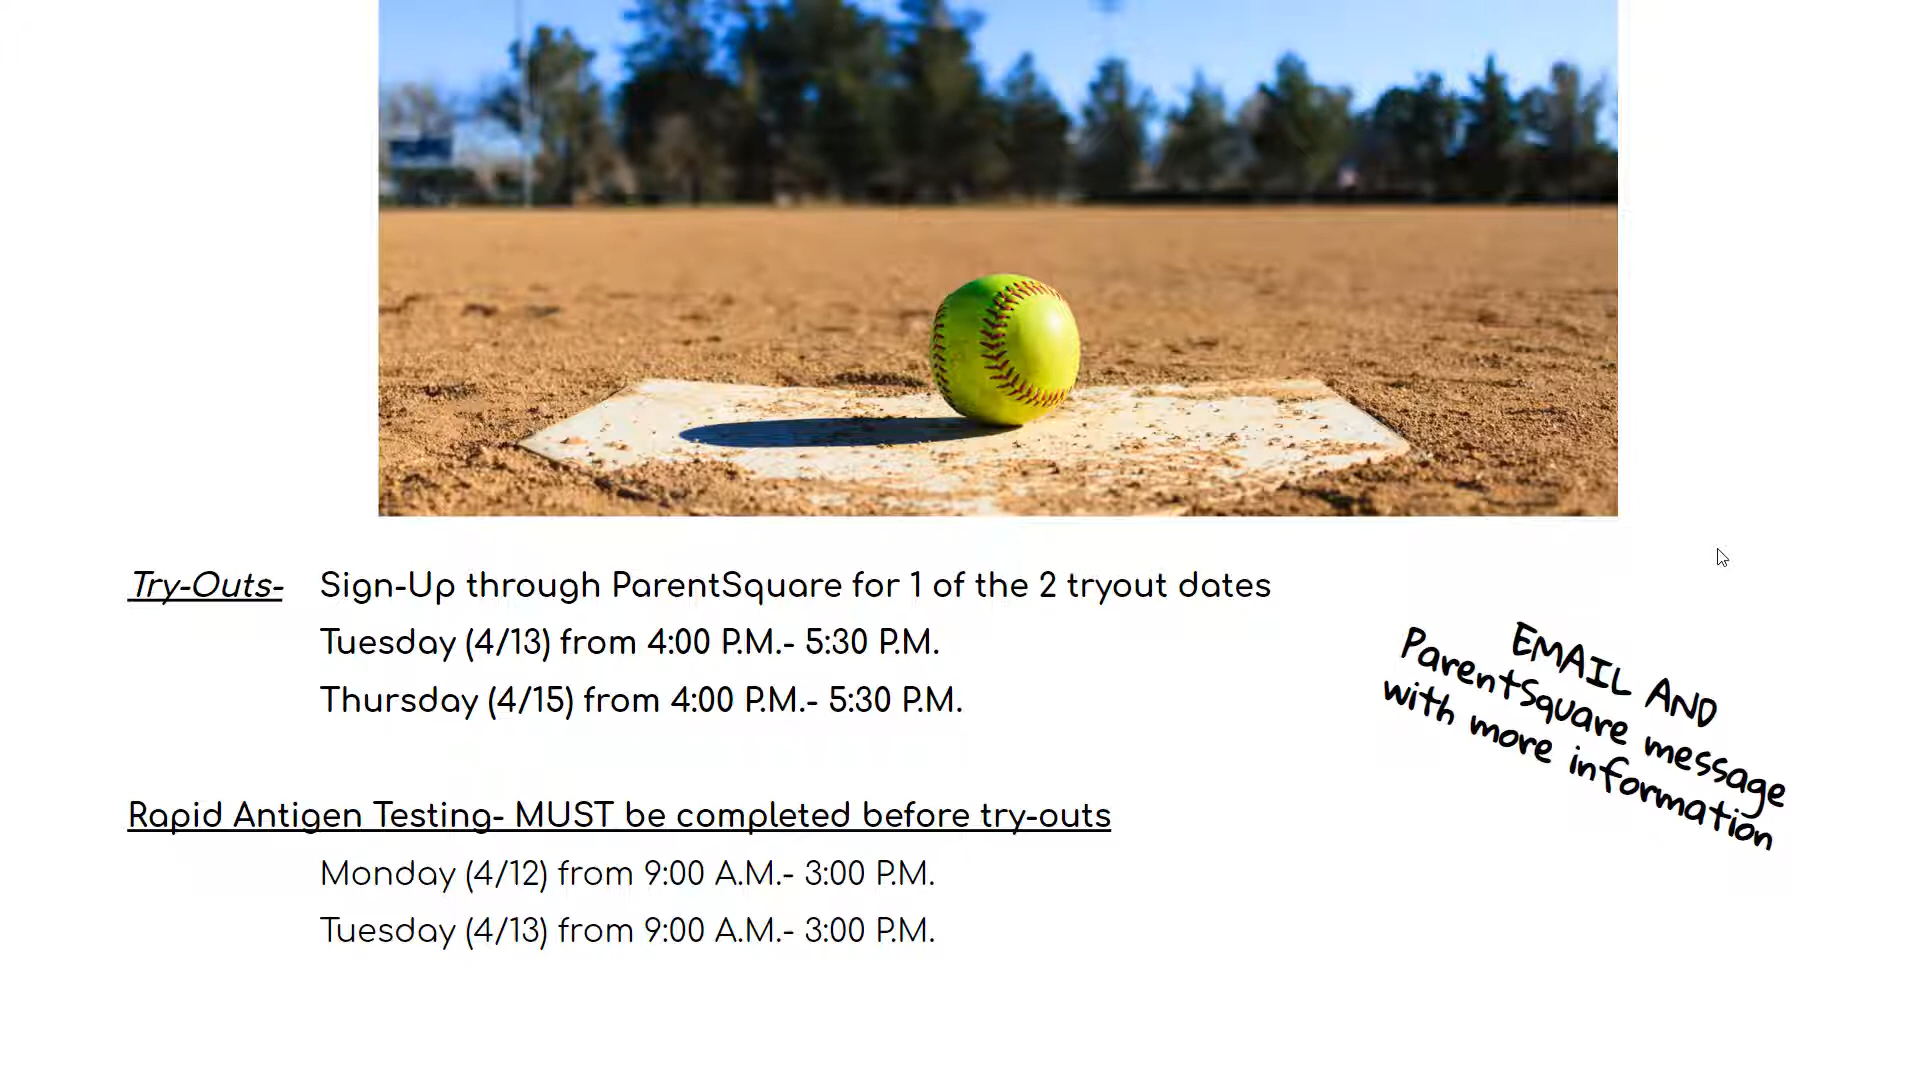 Try-Outs- Sign-Up through ParentSquare for 1 of the 2 tryout dates
Tuesday (4/13) from 4:00 P.M.- 5:30 P.M.
Thursday (4/15) from 4:00 P.M.- 5:30 P.M.
EMAIL AND
ParentSquare message
with more information
Rapid Antigen Testing- MUST be completed before try-outs
Monday (4/12) from 9:00 A.M.- 3:00 P.M.
Tuesday (4/13) from 9:00 A.M.- 3:00 P.M.